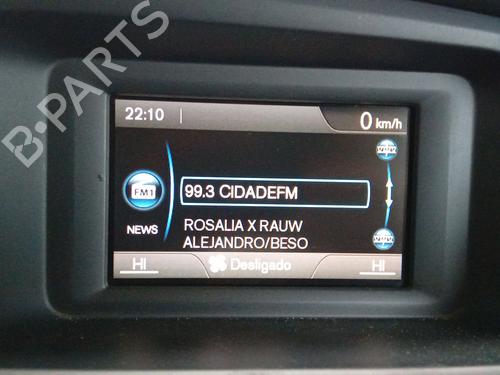 B-PARTS
22:10
0 km/h
FM1
99.3 CIDADEFM
NEWS
ROSALIA X RAUW
ALEJANDRO/BESO
HI Desligado HI